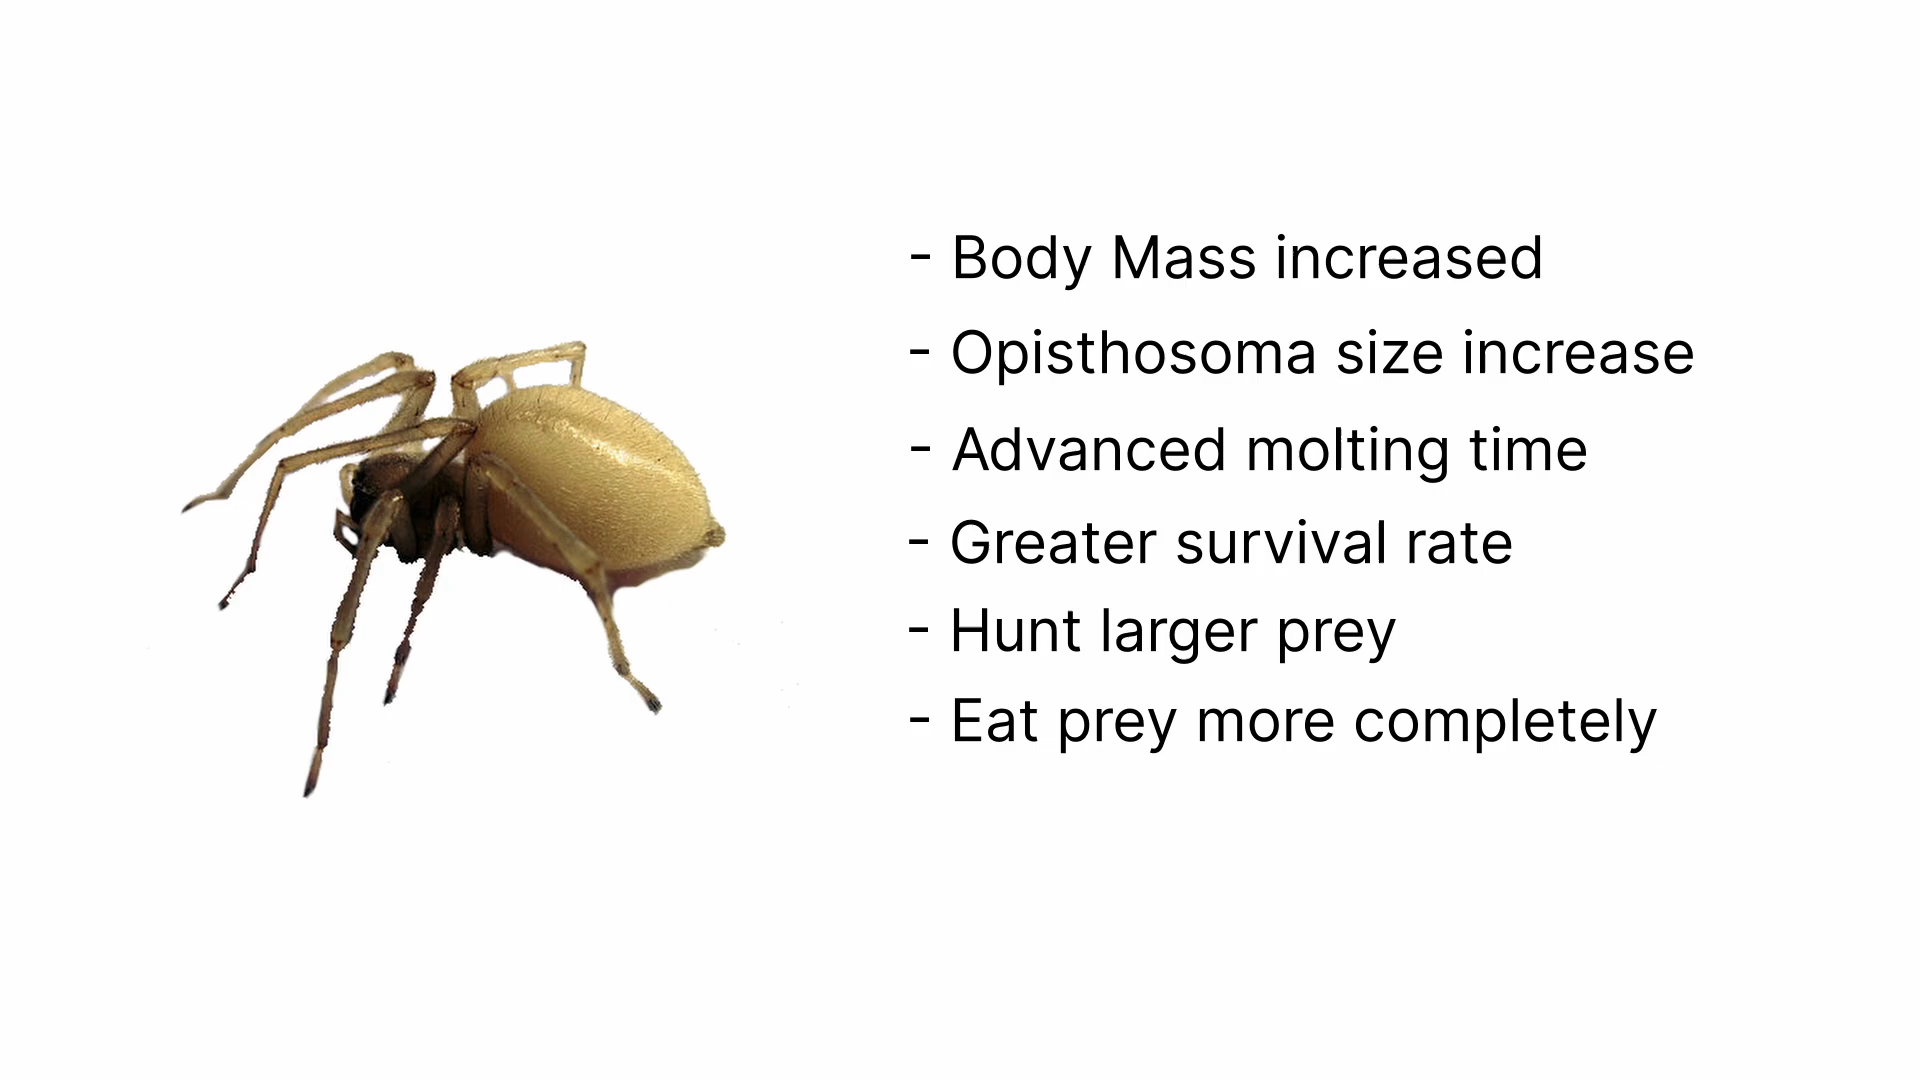 - Body Mass increased
- Opisthosoma size increase
- Advanced molting time
- Greater survival rate
- Hunt larger prey
- Eat prey more completely